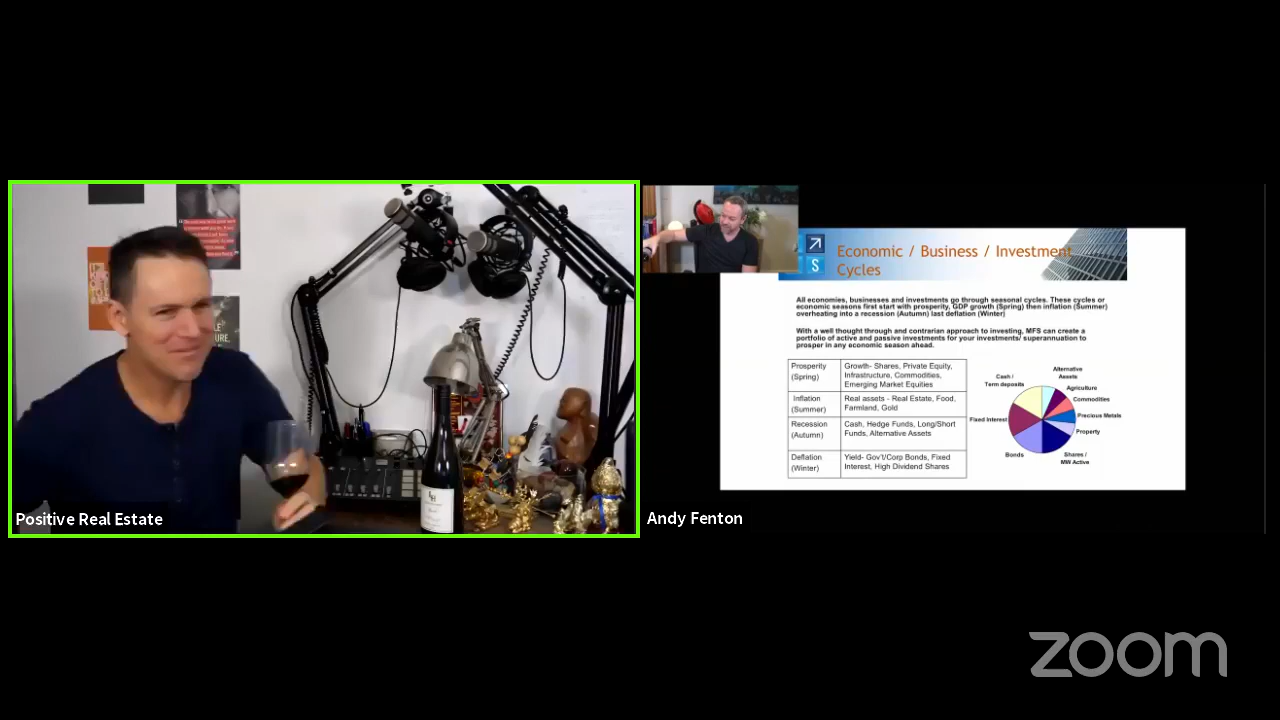 Positive Real Estate
Andy Fenton
S
Economic / Business / Investment
Cycles
All economies, businesses and investments go through seasonal cycles. These cycles or
economic seasons first start with prosperity, GDP growth (Spring) then inflation (Summer)
overheating into a recession (Autumn) last deflation (Winter)
With a well thought through and contrarian approach to investing, MFS can create a
portfolio of active and passive investments for your investments/ superannuation to
prosper in any economic season ahead.
Prosperity
(Spring)
Growth- Shares, Private Equity,
Infrastructure, Commodities,
Emerging Market Equities
Inflation
(Summer)
Real assets - Real Estate, Food,
Farmland, Gold
Recession
(Autumn)
Cash, Hedge Funds, Long/Short
Funds, Alternative Assets
Deflation
(Winter)
Yield- Gov't/Corp Bonds, Fixed
Interest, High Dividend Shares
Alternative
Assets
Cash /
Term deposits
Agriculture
Commodities
Precious Metals
Fixed Interest
Property
Bonds
Shares /
MW Active
zoom